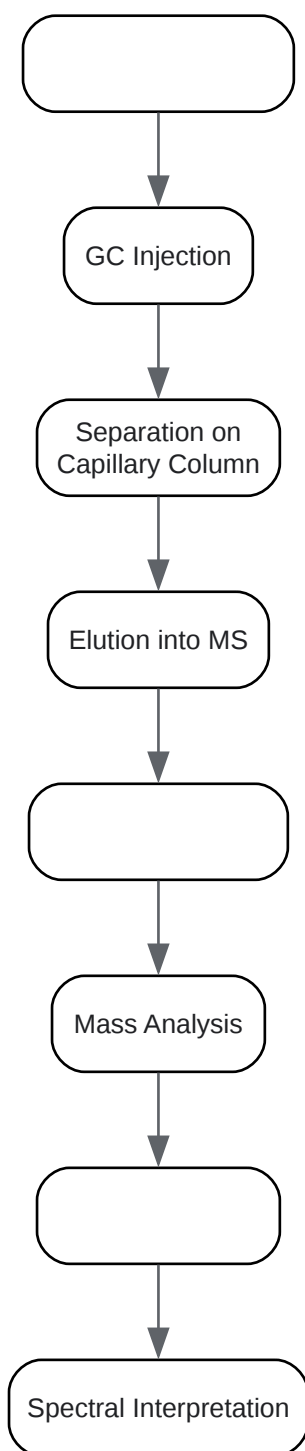 GC Injection
Separation on
Capillary Column
Elution into MS
Mass Analysis
Spectral Interpretation